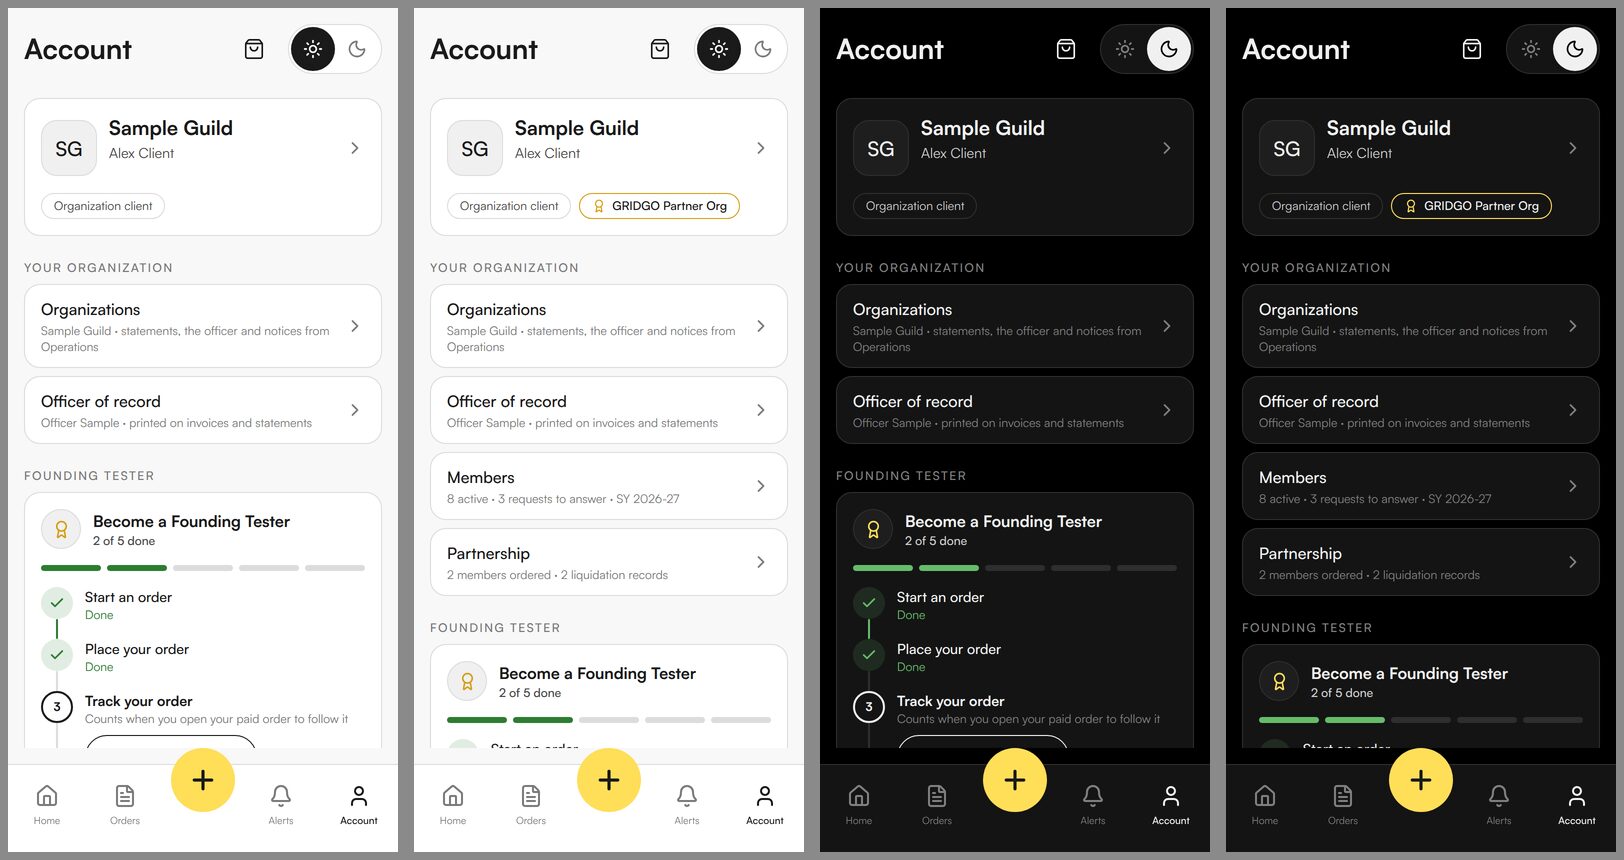 Account
SG
Sample Guild
Alex Client
Organization client
YOUR ORGANIZATION
Organizations
Sample Guild · statements, the officer and notices from
Operations
Officer of record
Officer Sample · printed on invoices and statements
FOUNDING TESTER
Become a Founding Tester
2 of 5 done
Start an order
Done
Place your order
Done
3
Track your order
Counts when you open your paid order to follow it
Home
Orders
Alerts
Account
Account
SG
Sample Guild
Alex Client
Organization client
GRIDGO Partner Org
YOUR ORGANIZATION
Organizations
Sample Guild · statements, the officer and notices from
Operations
Officer of record
Officer Sample · printed on invoices and statements
Members
8 active · 3 requests to answer · SY 2026-27
Partnership
2 members ordered · 2 liquidation records
FOUNDING TESTER
Become a Founding Tester
2 of 5 done
Start an order
Home
Orders
Alerts
Account
Account
SG
Sample Guild
Alex Client
Organization client
YOUR ORGANIZATION
Organizations
Sample Guild · statements, the officer and notices from
Operations
Officer of record
Officer Sample · printed on invoices and statements
FOUNDING TESTER
Become a Founding Tester
2 of 5 done
Start an order
Done
Place your order
Done
3
Track your order
Counts when you open your paid order to follow it
Home
Orders
Alerts
Account
Account
SG
Sample Guild
Alex Client
Organization client
GRIDGO Partner Org
YOUR ORGANIZATION
Organizations
Sample Guild · statements, the officer and notices from
Operations
Officer of record
Officer Sample · printed on invoices and statements
Members
8 active · 3 requests to answer · SY 2026-27
Partnership
2 members ordered · 2 liquidation records
FOUNDING TESTER
Become a Founding Tester
2 of 5 done
Start an order
Home
Orders
Alerts
Account